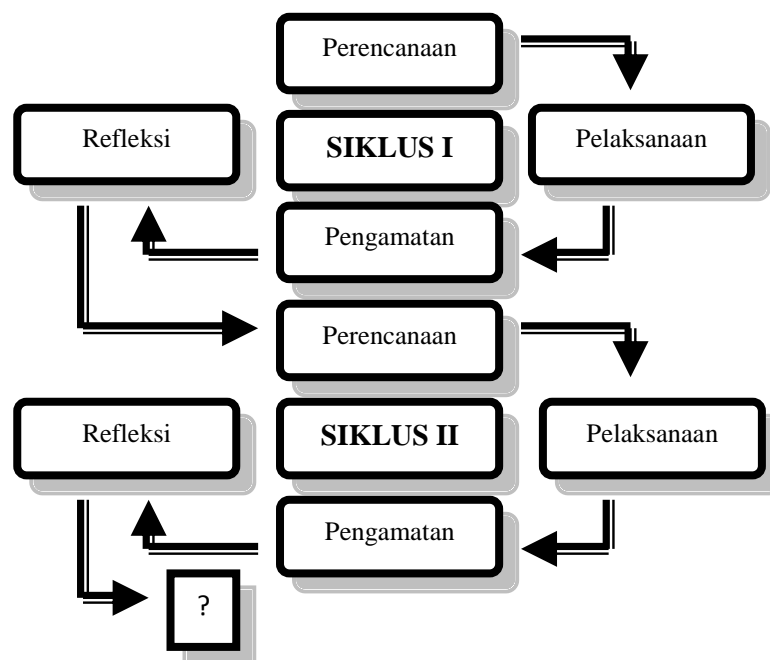 Perencanaan
Refleksi
SIKLUS I
Pelaksanaan
Pengamatan
Perencanaan
Refleksi
SIKLUS II
Pelaksanaan
Pengamatan
?